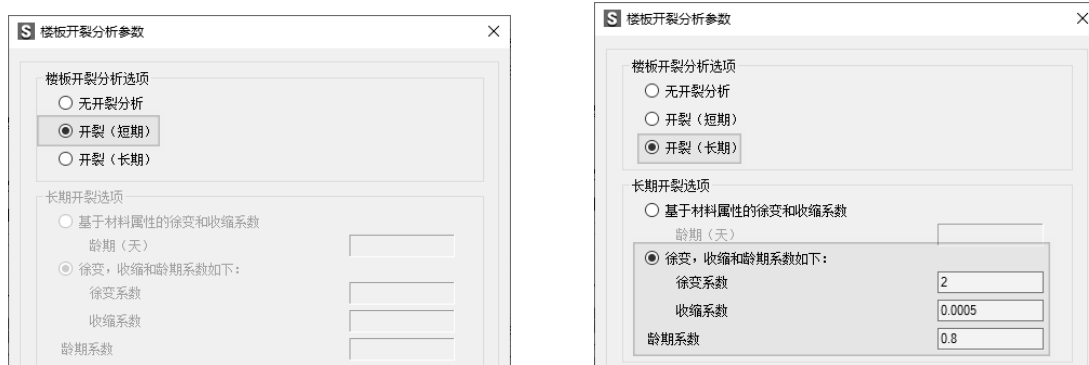 S 楼板开裂分析参数
楼板开裂分析选项
无开裂分析
开裂（短期）
开裂（长期）
长期开裂选项
基于材料属性的徐变和收缩系数
龄期（天）
徐变，收缩和龄期系数如下：
徐变系数
收缩系数
龄期系数
S 楼板开裂分析参数
楼板开裂分析选项
无开裂分析
开裂（短期）
开裂（长期）
长期开裂选项
基于材料属性的徐变和收缩系数
龄期（天）
徐变，收缩和龄期系数如下：
徐变系数 2
收缩系数 0.0005
龄期系数 0.8